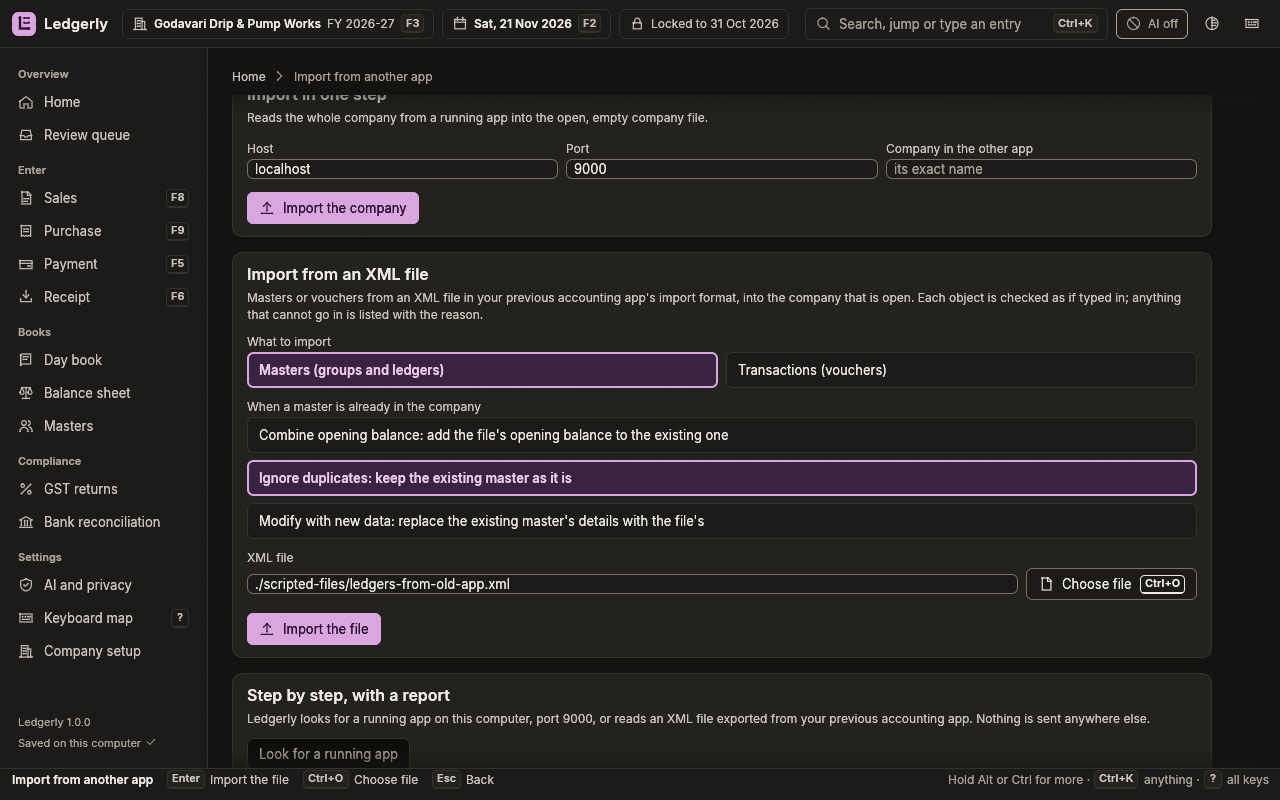 Ledgerly
Godavari Drip & Pump Works FY 2026-27 F3
Sat, 21 Nov 2026 F2
Locked to 31 Oct 2026
Search, jump or type an entry Ctrl+K
AI off
Overview
Home
Review queue
Enter
Sales F8
Purchase F9
Payment F5
Receipt F6
Books
Day book
Balance sheet
Masters
Compliance
GST returns
Bank reconciliation
Settings
AI and privacy
Keyboard map ?
Company setup
Ledgerly 1.0.0
Saved on this computer
Home > Import from another app
Import in one step
Reads the whole company from a running app into the open, empty company file.
Host Port Company in the other app
localhost 9000 its exact name
Import the company
Import from an XML file
Masters or vouchers from an XML file in your previous accounting app's import format, into the company that is open. Each object is checked as if typed in; anything
that cannot go in is listed with the reason.
What to import
Masters (groups and ledgers) Transactions (vouchers)
When a master is already in the company
Combine opening balance: add the file's opening balance to the existing one
Ignore duplicates: keep the existing master as it is
Modify with new data: replace the existing master's details with the file's
XML file
./scripted-files/ledgers-from-old-app.xml Choose file Ctrl+O
Import the file
Step by step, with a report
Ledgerly looks for a running app on this computer, port 9000, or reads an XML file exported from your previous accounting app. Nothing is sent anywhere else.
Look for a running app
Import from another app Enter Import the file Ctrl+O Choose file Esc Back
Hold Alt or Ctrl for more · Ctrl+K anything · ? all keys